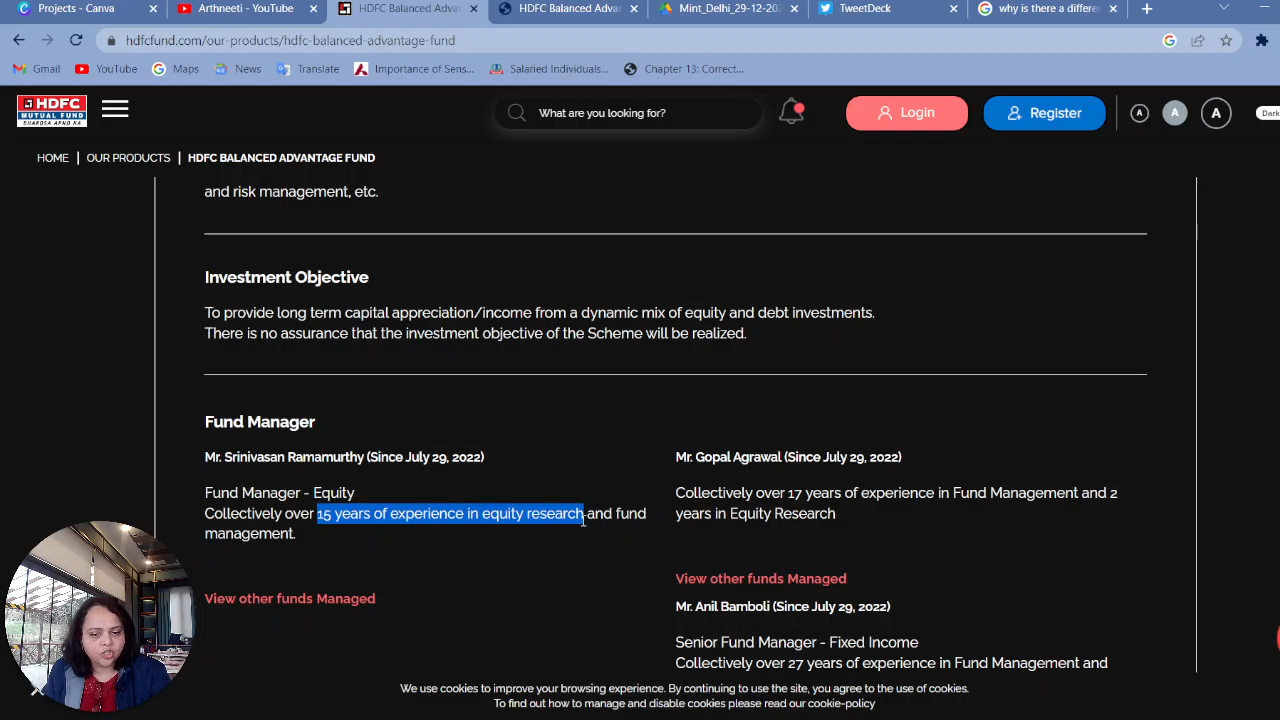 Projects - Canva
Arthneeti - YouTube
HDFC Balanced Advan
HDFC Balanced Advan
Mint_Delhi_29-12-202
TweetDeck
why is there a differe
hdfcfund.com/our-products/hdfc-balanced-advantage-fund
Gmail
YouTube
Maps
News
Translate
Importance of Sens...
Salaried Individuals...
Chapter 13: Correct...
HDFC
MUTUAL FUND
BHAROSA APNO KA
What are you looking for?
Login
Register
A
A
A
Dark
HOME | OUR PRODUCTS | HDFC BALANCED ADVANTAGE FUND
and risk management, etc.
Investment Objective
To provide long term capital appreciation/income from a dynamic mix of equity and debt investments.
There is no assurance that the investment objective of the Scheme will be realized.
Fund Manager
Mr. Srinivasan Ramamurthy (Since July 29, 2022)
Fund Manager - Equity
Collectively over 15 years of experience in equity research and fund
management.
View other funds Managed
Mr. Gopal Agrawal (Since July 29, 2022)
Collectively over 17 years of experience in Fund Management and 2
years in Equity Research
View other funds Managed
Mr. Anil Bamboli (Since July 29, 2022)
Senior Fund Manager - Fixed Income
Collectively over 27 years of experience in Fund Management and
We use cookies to improve your browsing experience. By continuing to use the site, you agree to the use of cookies.
To find out how to manage and disable cookies please read our cookie-policy